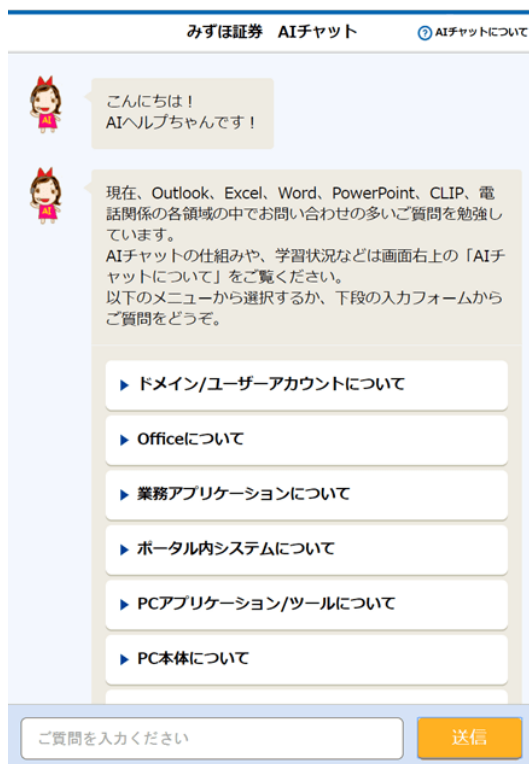 みずほ証券 AIチャット
? AIチャットについて
こんにちは！
AIヘルプちゃんです！
現在、Outlook、Excel、Word、PowerPoint、CLIP、電
話関係の各領域の中でお問い合わせの多いご質問を勉強し
ています。
AIチャットの仕組みや、学習状況などは画面右上の「AIチ
ャットについて」をご覧ください。
以下のメニューから選択するか、下段の入力フォームから
ご質問をどうぞ。
ドメイン/ユーザーアカウントについて
Officeについて
業務アプリケーションについて
ポータル内システムについて
PCアプリケーション/ツールについて
PC本体について
ご質問を入力ください
送信
AI
AI